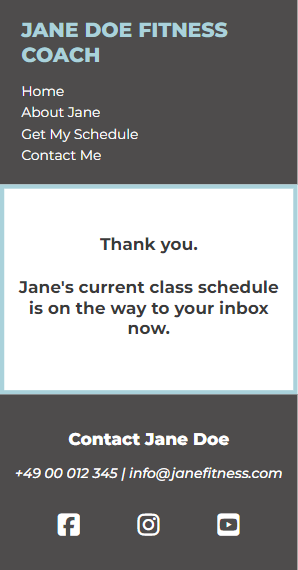 JANE DOE FITNESS
COACH
Home
About Jane
Get My Schedule
Contact Me
Thank you.
Jane's current class schedule
is on the way to your inbox
now.
Contact Jane Doe
+49 00 012 345 | info@janefitness.com